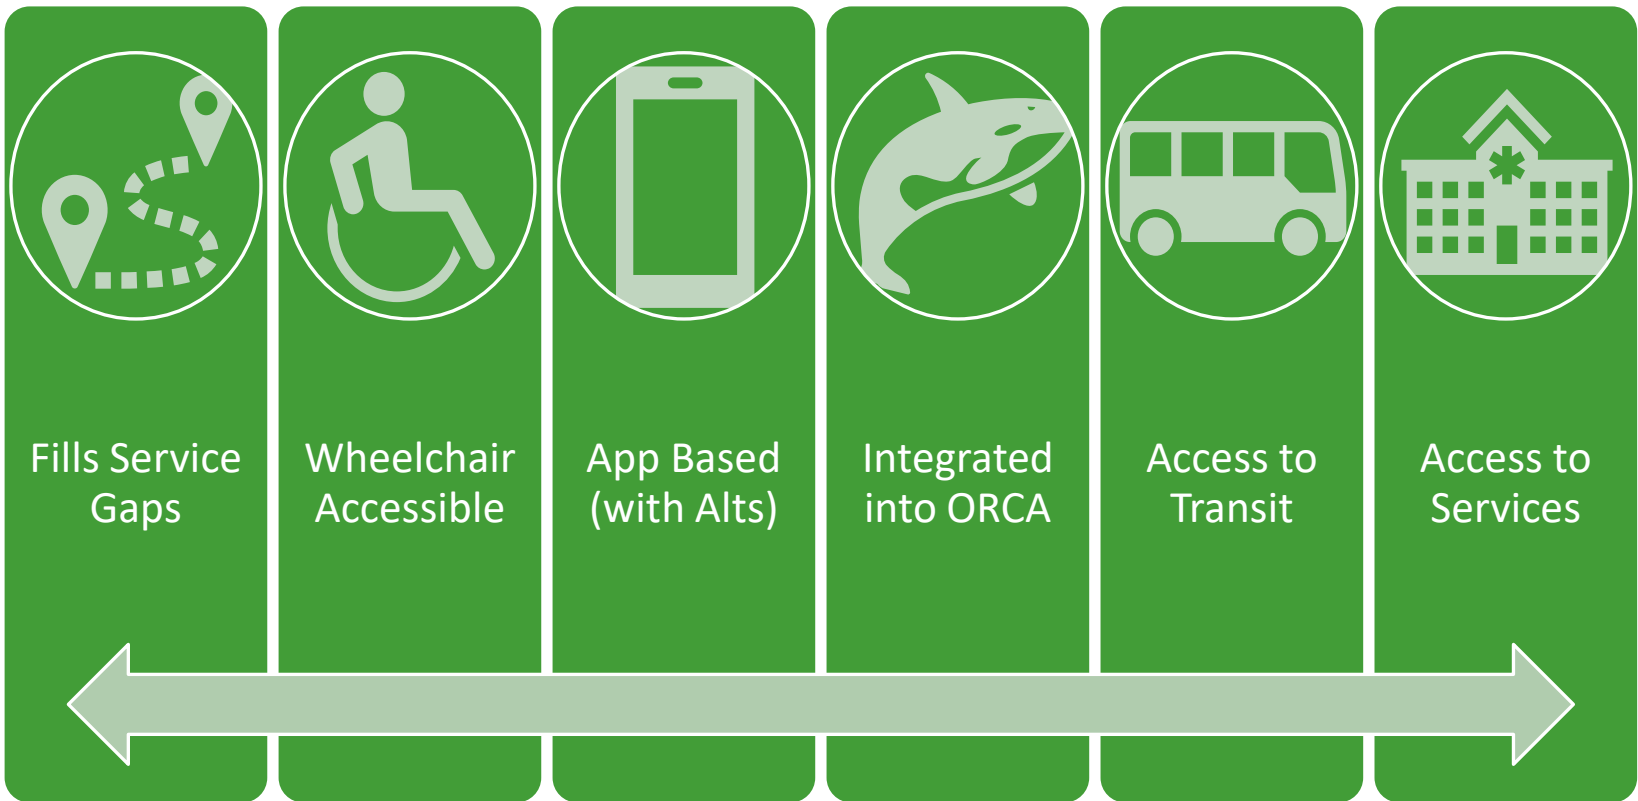 Fills Service
Gaps
Wheelchair
Accessible
App Based
(with Alts)
Integrated
into ORCA
Access to
Transit
Access to
Services